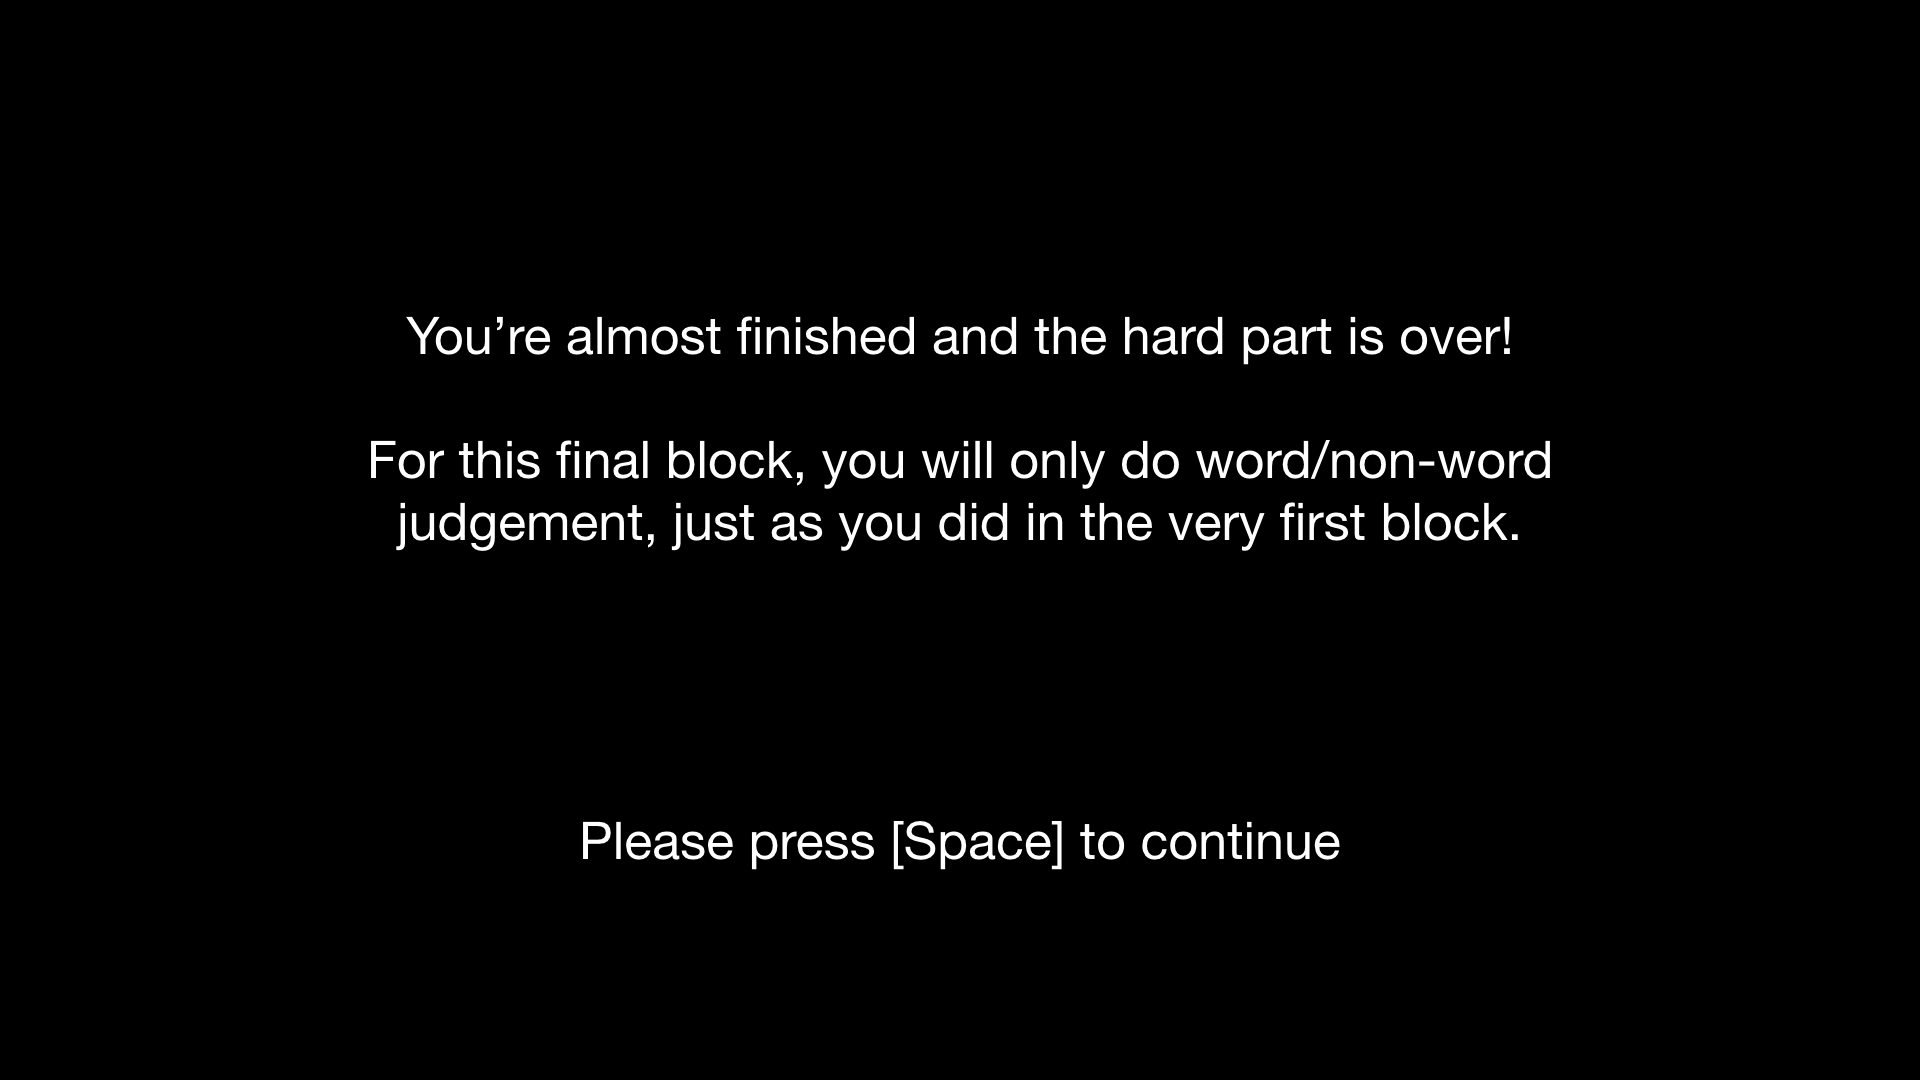 You’re almost finished and the hard part is over!
For this final block, you will only do word/non-word
judgement, just as you did in the very first block.
Please press [Space] to continue